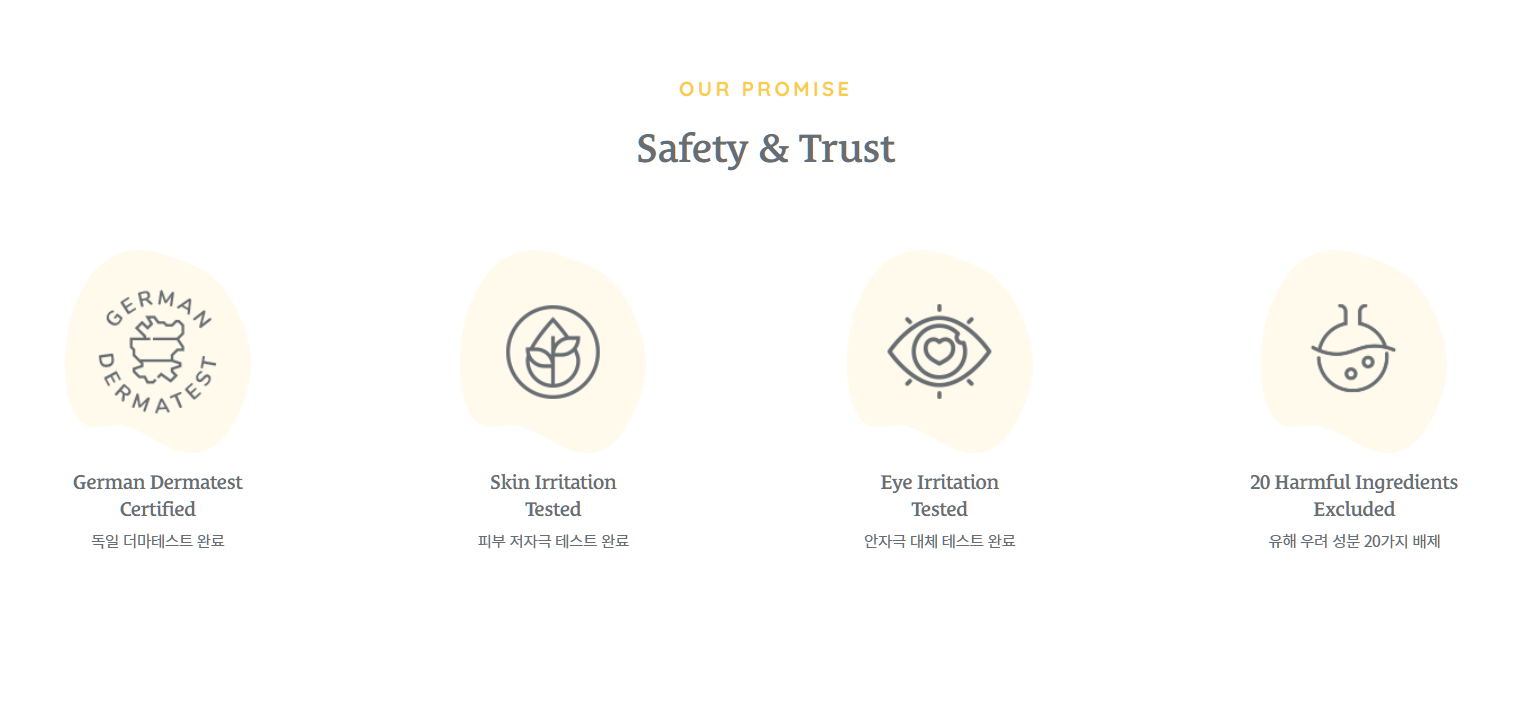 OUR PROMISE
Safety & Trust
GERMAN
DERMATEST
German Dermatest
Certified
독일 더마테스트 완료
Skin Irritation
Tested
피부 저자극 테스트 완료
Eye Irritation
Tested
안자극 대체 테스트 완료
20 Harmful Ingredients
Excluded
유해 우려 성분 20가지 배제